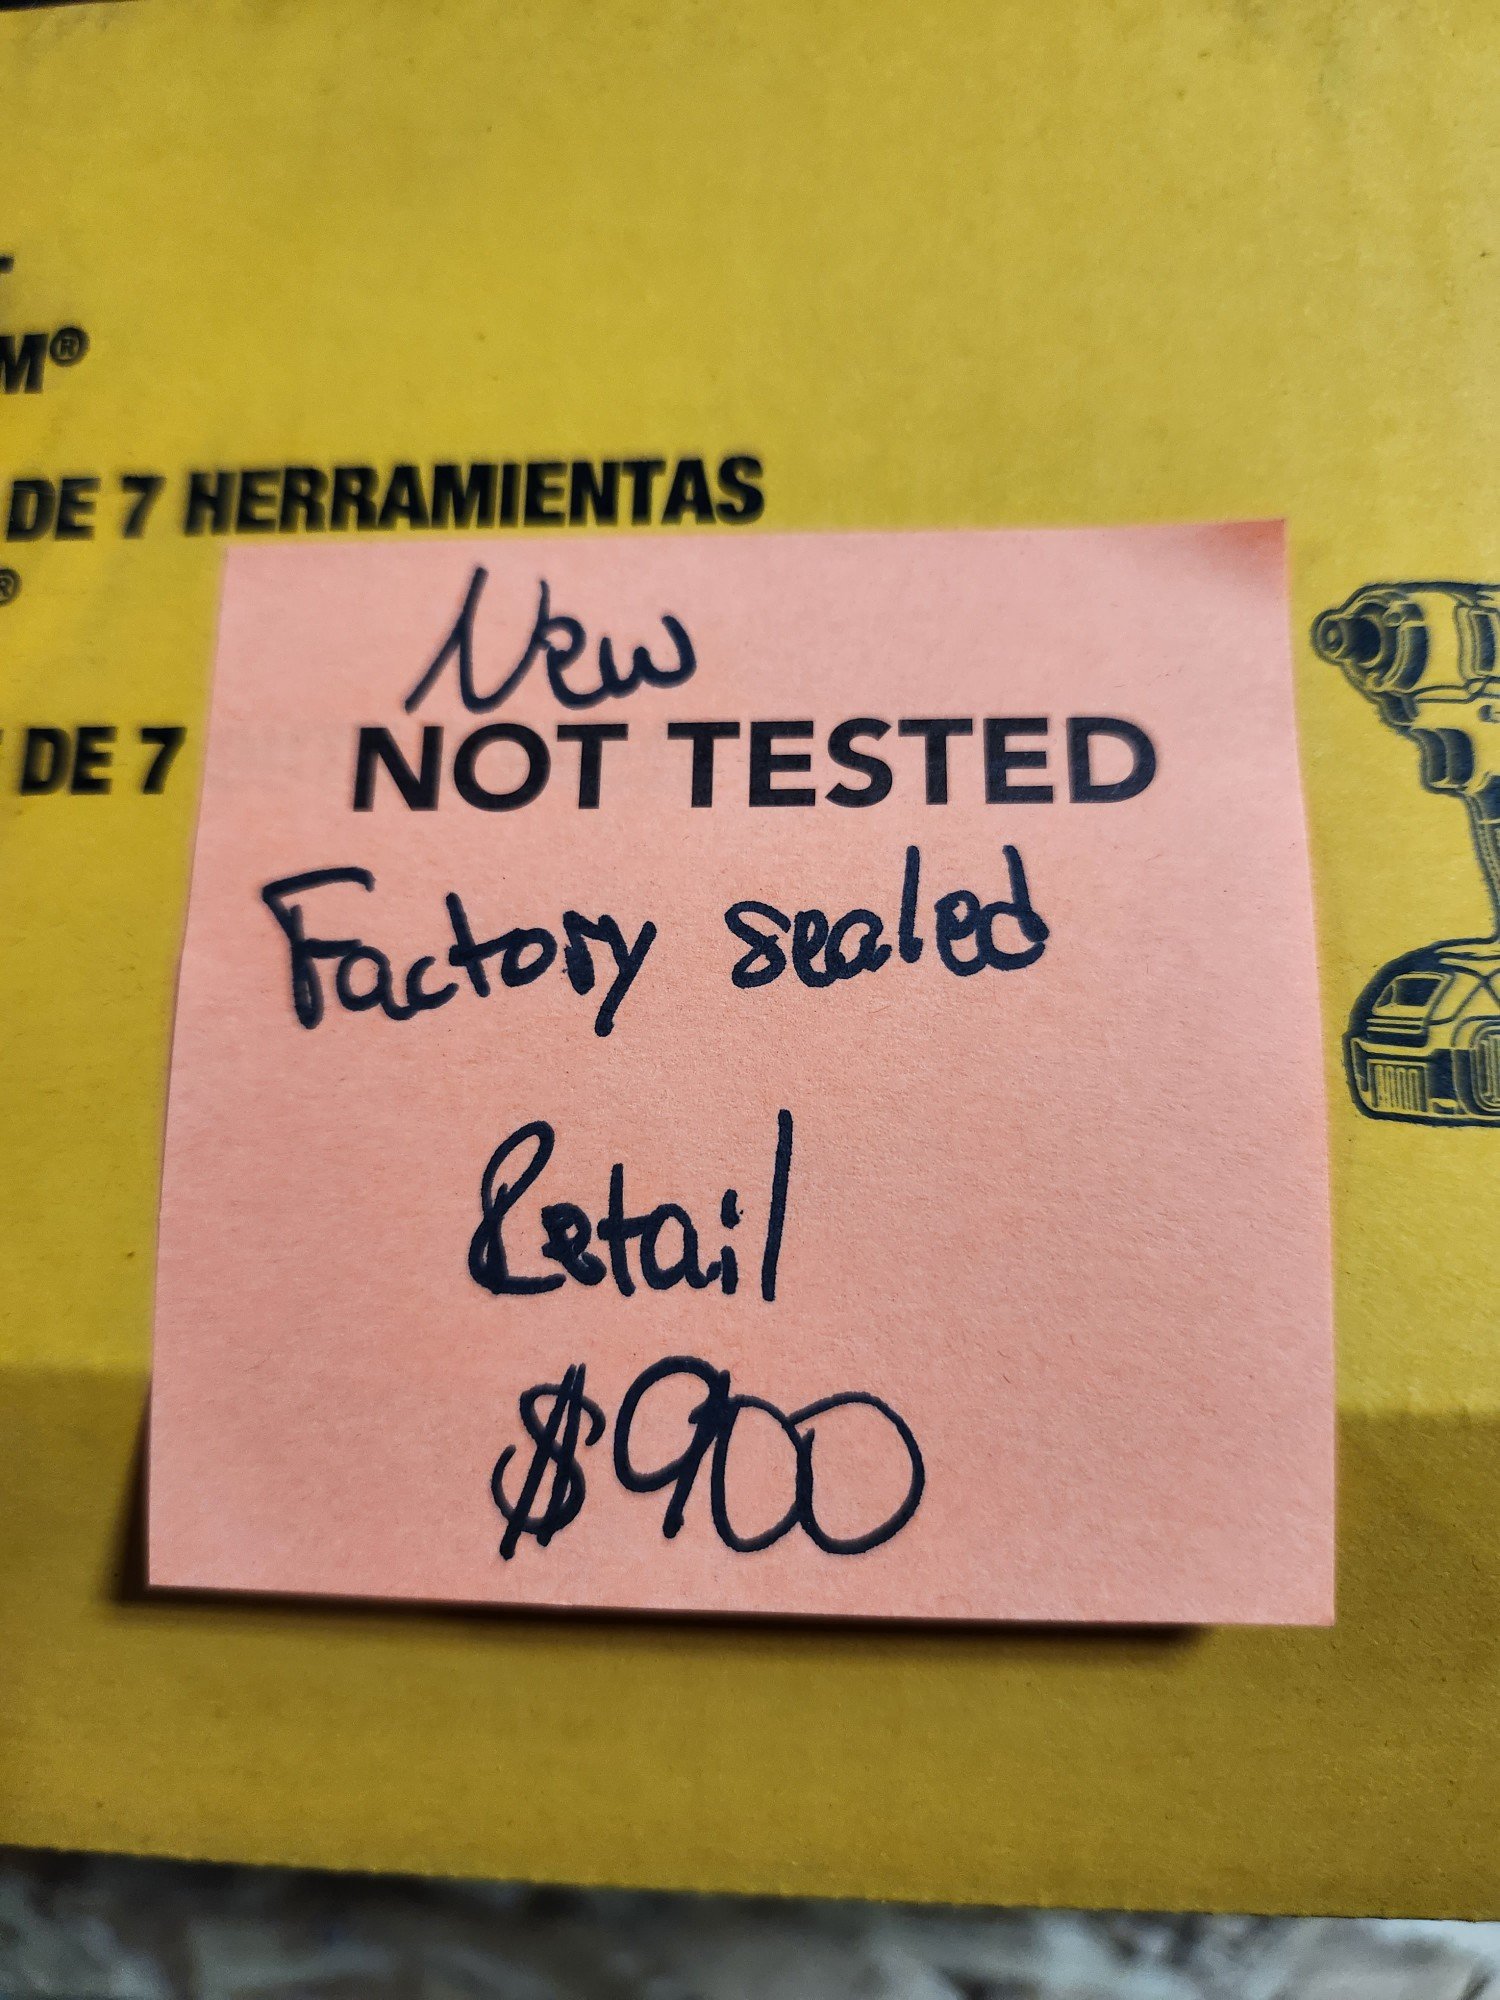 M®
DE 7 HERRAMIENTAS
®
DE 7
New
NOT TESTED
Factory sealed
Retail
$900